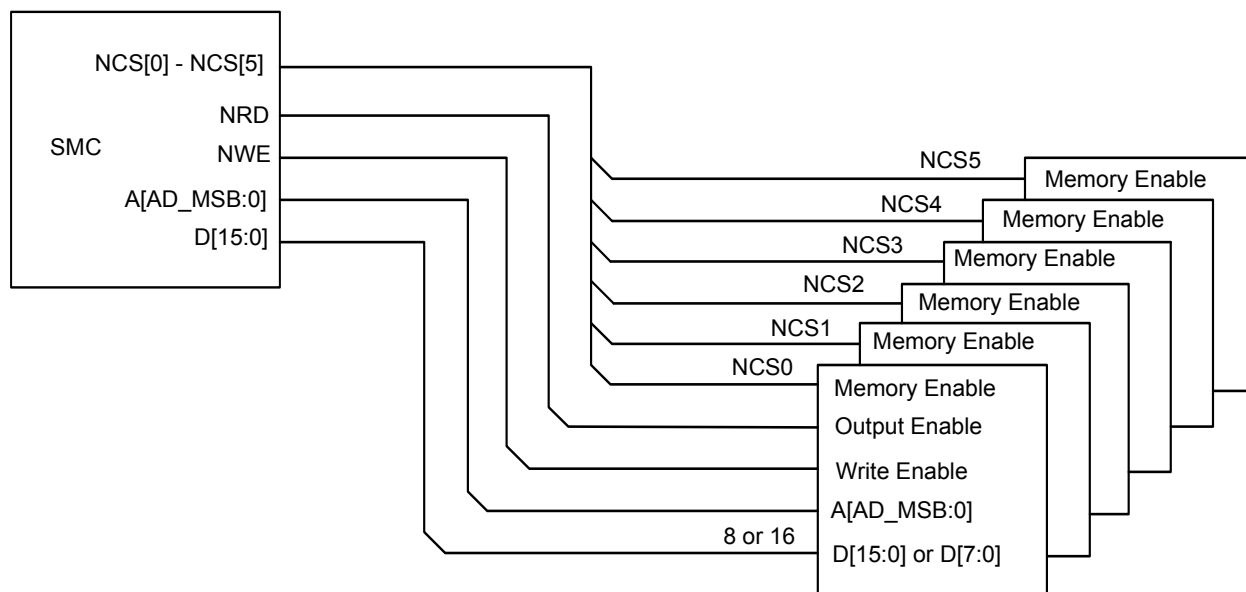 NCS[0] - NCS[5]
NRD
SMC
NWE
A[AD_MSB:0]
D[15:0]
NCS5
Memory Enable
NCS4
Memory Enable
NCS3
Memory Enable
NCS2
Memory Enable
NCS1
Memory Enable
NCS0
Memory Enable
Output Enable
Write Enable
A[AD_MSB:0]
8 or 16
D[15:0] or D[7:0]